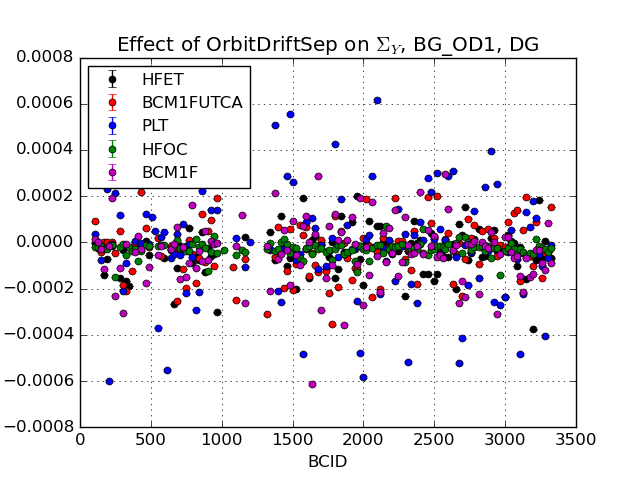 Effect of OrbitDriftSep on Σ_Y, BG_OD1, DG
0.0008
0.0006
0.0004
0.0002
0.0000
−0.0002
−0.0004
−0.0006
−0.0008
HFET
BCM1FUTCA
PLT
HFOC
BCM1F
0 500 1000 1500 2000 2500 3000 3500
BCID